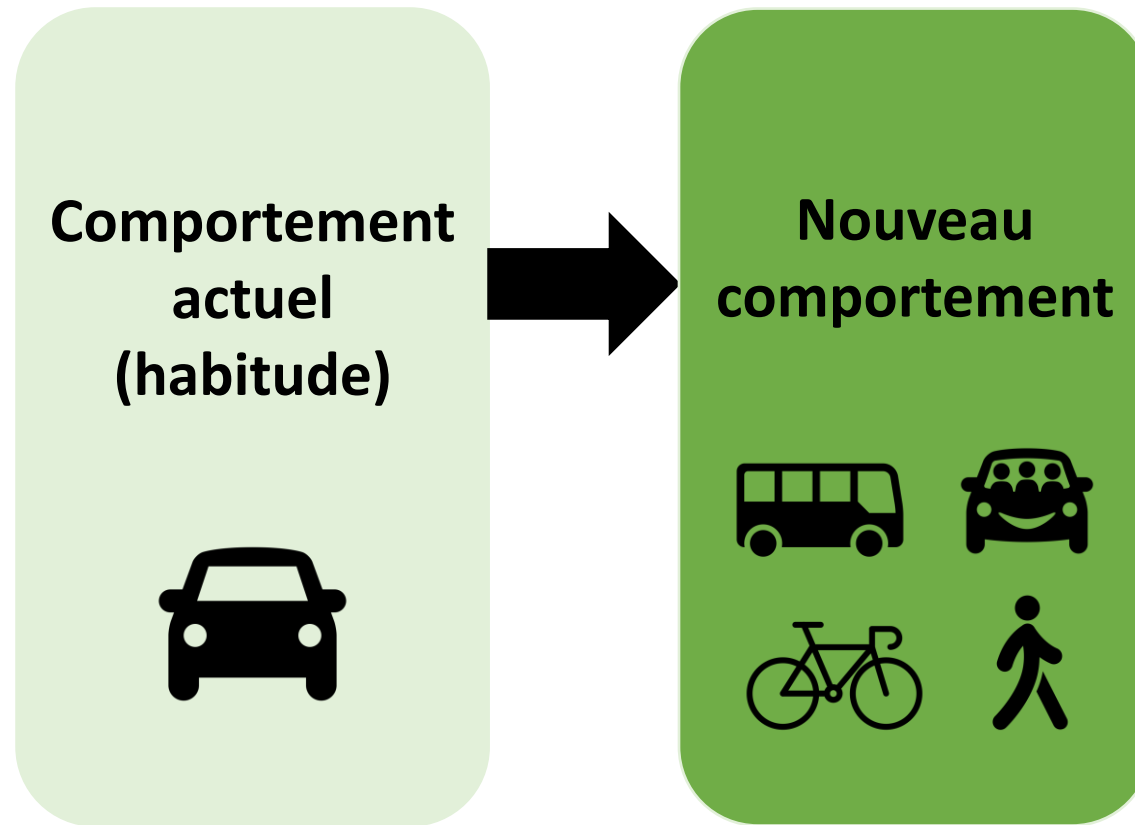 Comportement
actuel
(habitude)
Nouveau
comportement